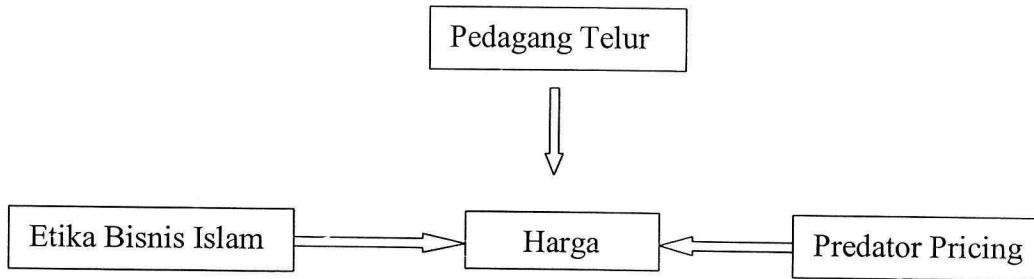 Pedagang Telur
Etika Bisnis Islam
Harga
Predator Pricing